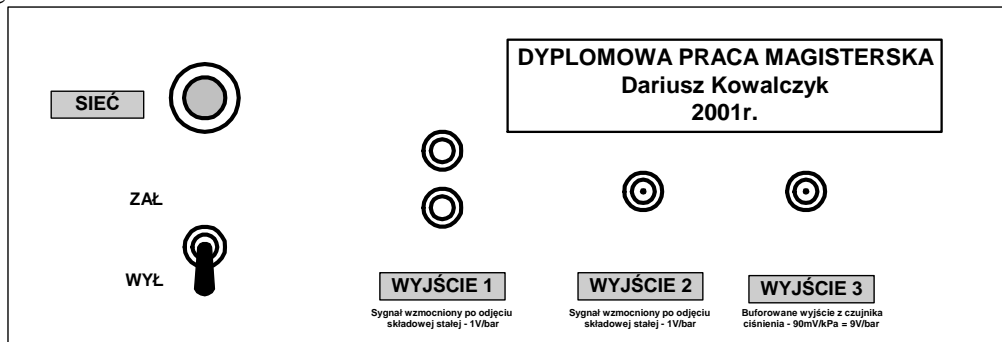 DYPLOMOWA PRACA MAGISTERSKA
Dariusz Kowalczyk
2001r.
SIEĆ
ZAŁ
WYŁ
WYJŚCIE 1
Sygnał wzmocniony po odjęciu
składowej stałej - 1V/bar
WYJŚCIE 2
Sygnał wzmocniony po odjęciu
składowej stałej - 1V/bar
WYJŚCIE 3
Buforowane wyjście z czujnika
ciśnienia - 90mV/kPa = 9V/bar